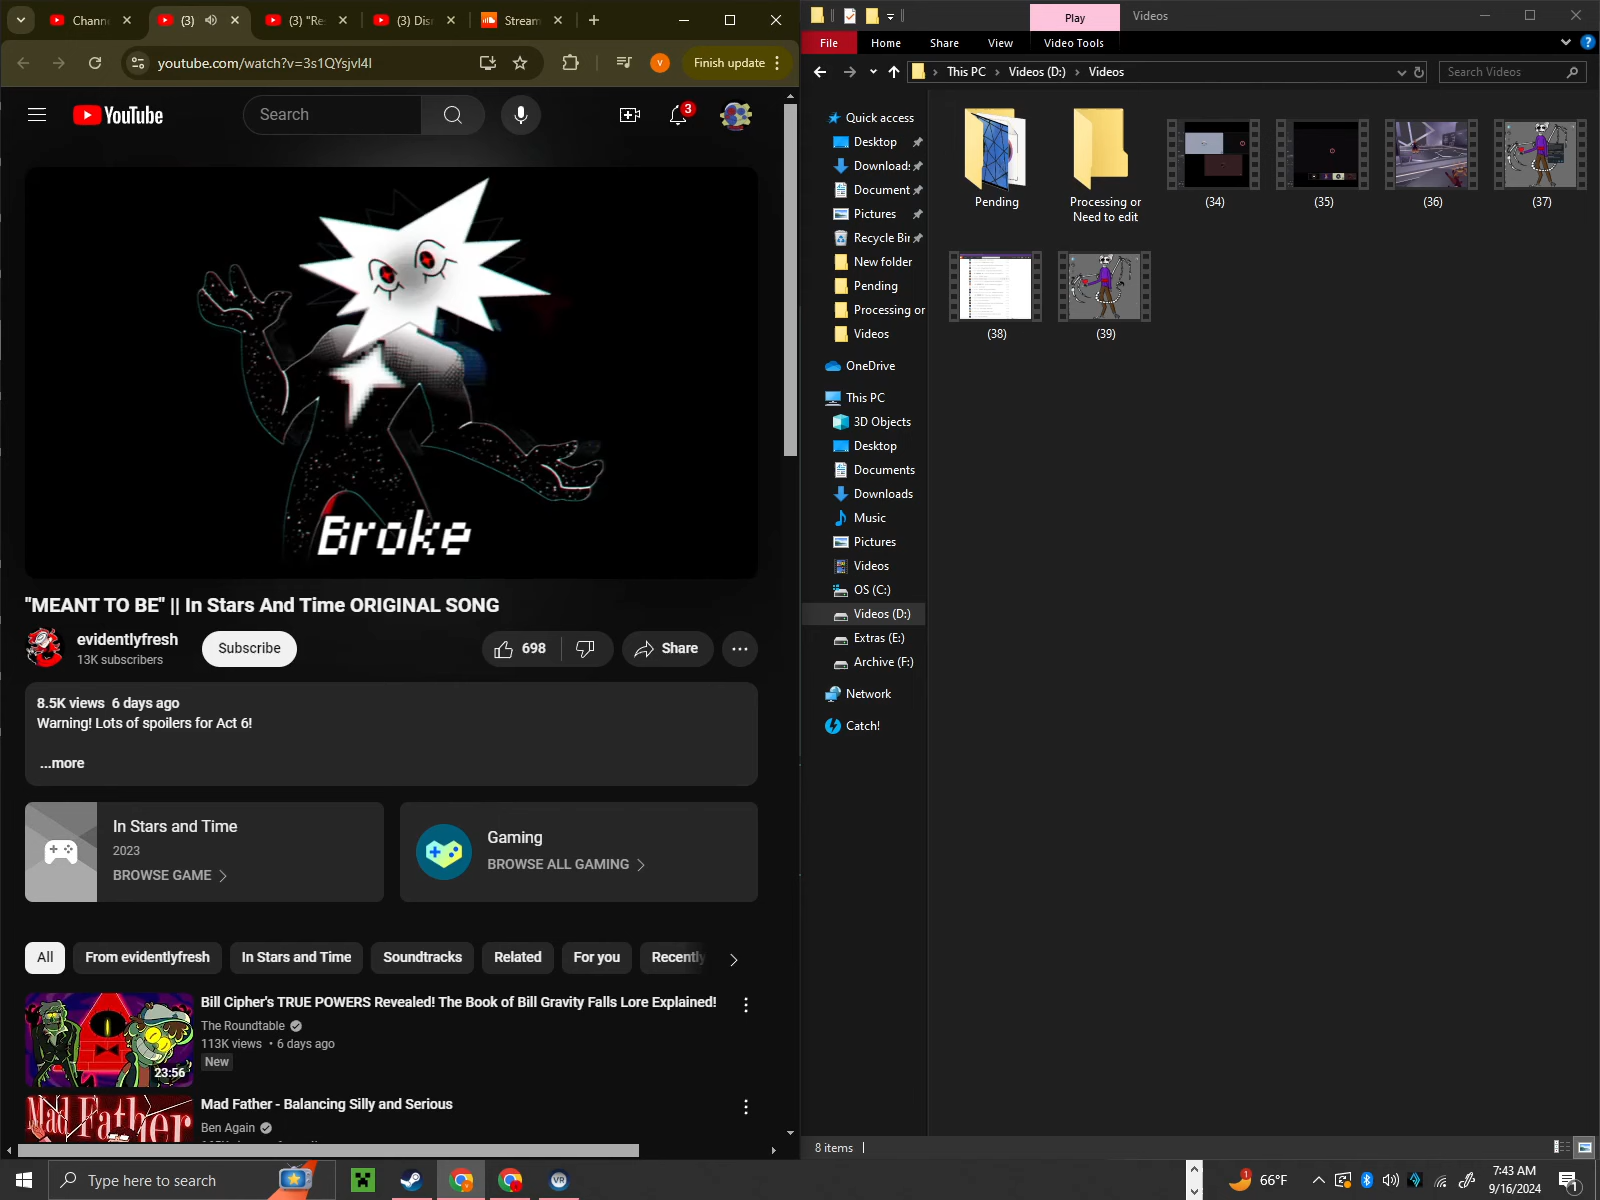 Chann
(3)
(3) "Re
(3) Disn
Stream
youtube.com/watch?v=3s1QYsjvl4I
V
Finish update
YouTube
Search
3
Broke
"MEANT TO BE" || In Stars And Time ORIGINAL SONG
evidentlyfresh
13K subscribers
Subscribe
698
Share
8.5K views 6 days ago
Warning! Lots of spoilers for Act 6!
...more
In Stars and Time
2023
BROWSE GAME
Gaming
BROWSE ALL GAMING
All
From evidentlyfresh
In Stars and Time
Soundtracks
Related
For you
Recently
Bill Cipher's TRUE POWERS Revealed! The Book of Bill Gravity Falls Lore Explained!
The Roundtable
113K views • 6 days ago
New
23:56
Mad Father - Balancing Silly and Serious
Ben Again
Mad Father
Play
Videos
File
Home
Share
View
Video Tools
This PC
Videos (D:)
Videos
Search Videos
Quick access
Desktop
Downloads
Document
Pictures
Recycle Bin
New folder
Pending
Processing or
Videos
OneDrive
This PC
3D Objects
Desktop
Documents
Downloads
Music
Pictures
Videos
OS (C:)
Videos (D:)
Extras (E:)
Archive (F:)
Network
Catch!
Pending
Processing or
Need to edit
(34)
(35)
(36)
(37)
(38)
(39)
8 items
Type here to search
VR
1
66°F
7:43 AM
9/16/2024
1